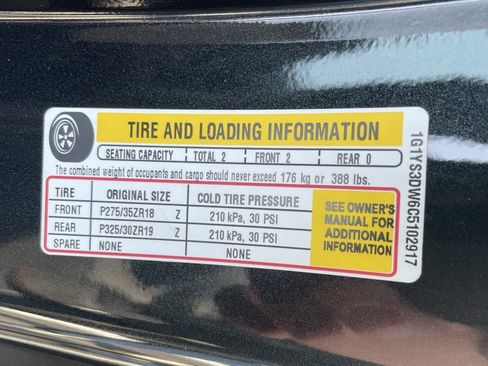 TIRE AND LOADING INFORMATION
SEATING CAPACITY TOTAL 2 FRONT 2 REAR 0
The combined weight of occupants and cargo should never exceed 176 kg or 388 lbs.
TIRE ORIGINAL SIZE COLD TIRE PRESSURE
FRONT P275/35ZR18 Z 210 kPa, 30 PSI
REAR P325/30ZR19 Z 210 kPa, 30 PSI
SPARE NONE NONE
SEE OWNER'S
MANUAL FOR
ADDITIONAL
INFORMATION
1G1YS3DW6C5102917